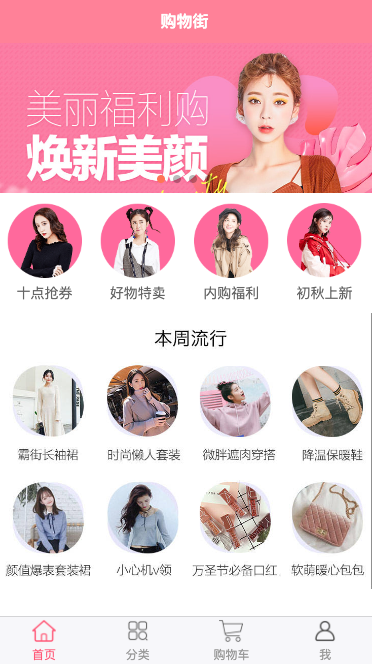 购物街
美丽福利购
焕新美颜
十点抢券
好物特卖
内购福利
初秋上新
本周流行
霸街长袖裙
时尚懒人套装
微胖遮肉穿搭
降温保暖鞋
颜值爆表套装裙
小心机v领
万圣节必备口红
软萌暖心包包
首页
分类
购物车
我